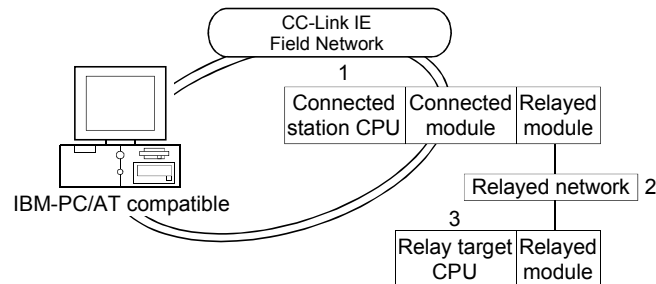 CC-Link IE
Field Network
1
Connected
station CPU
Connected
module
Relayed
module
IBM-PC/AT compatible
Relayed network
2
3
Relay target
CPU
Relayed
module